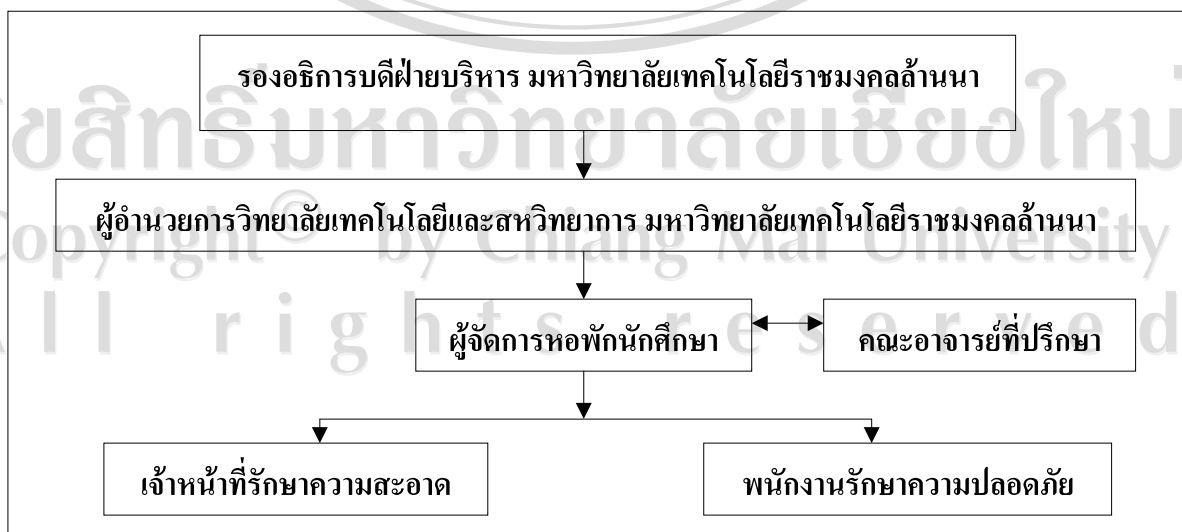 รองอธิการบดีฝ่ายบริหาร มหาวิทยาลัยเทคโนโลยีราชมงคลล้านนา
ขสิทธิ์มหาวิทยาลัยเชียงใหม่
ผู้อำนวยการวิทยาลัยเทคโนโลยีและสหวิทยาการ มหาวิทยาลัยเทคโนโลยีราชมงคลล้านนา
Copyright © by Chiang Mai University
All rights reserved
ผู้จัดการหอพักนักศึกษา
คณะอาจารย์ที่ปรึกษา
เจ้าหน้าที่รักษาความสะอาด
พนักงานรักษาความปลอดภัย